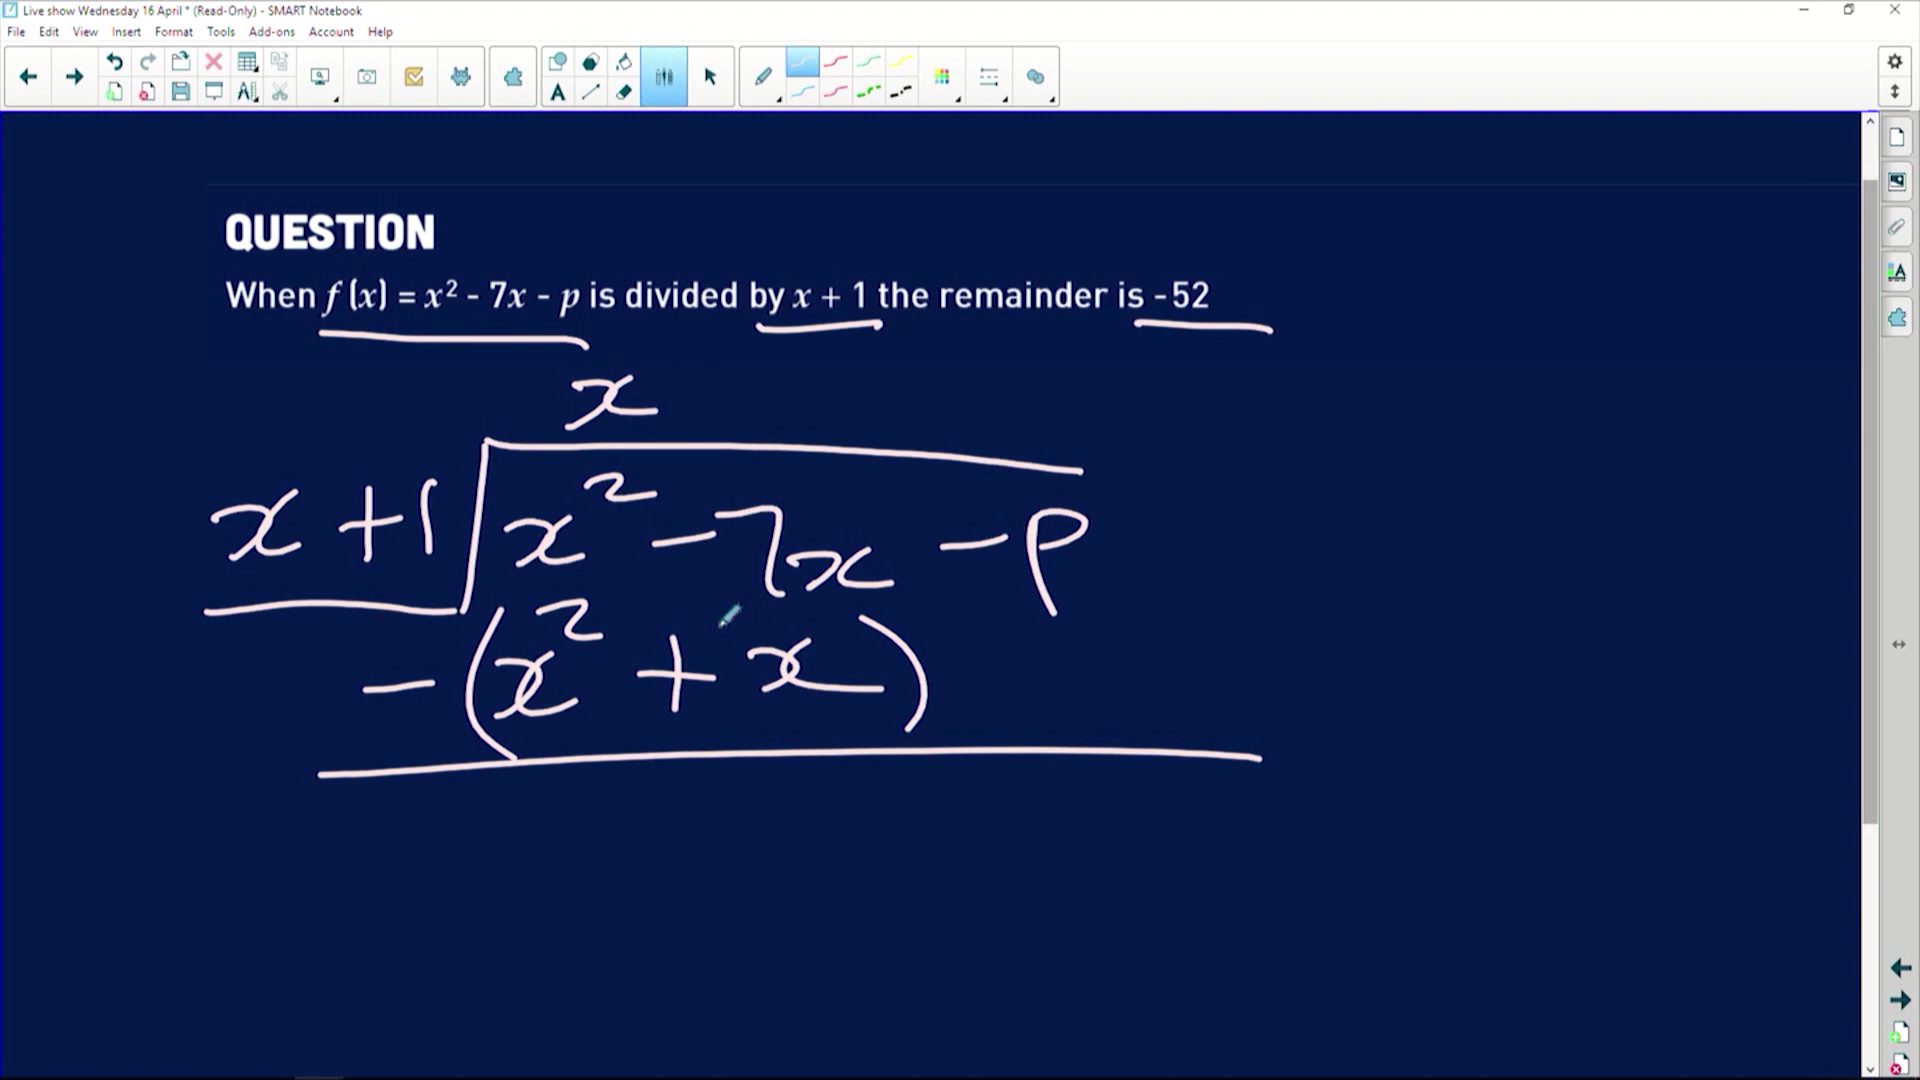 Live show Wednesday 16 April * (Read-Only) - SMART Notebook
File Edit View Insert Format Tools Add-ons Account Help
QUESTION
When f (x) = x² - 7x - p is divided by x + 1 the remainder is -52
x
x + 1 x² - 7x - p
- (x² + x)